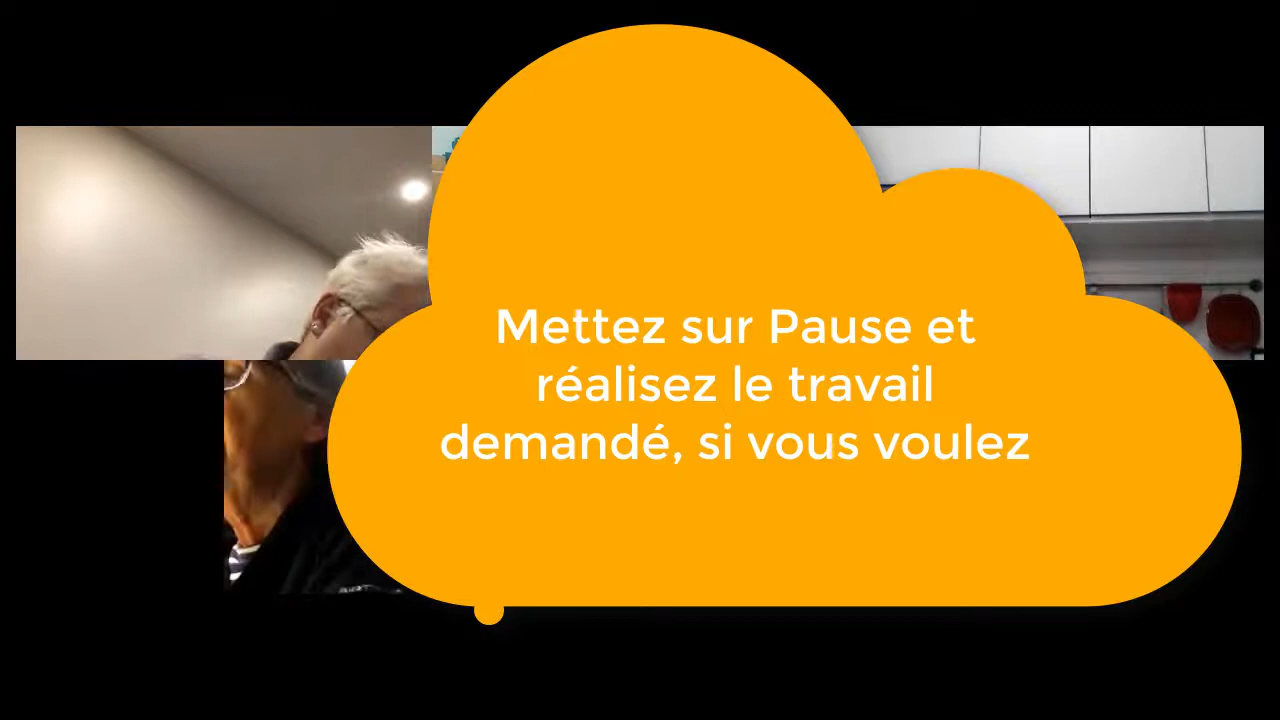 Mettez sur Pause et
réalisez le travail
demandé, si vous voulez